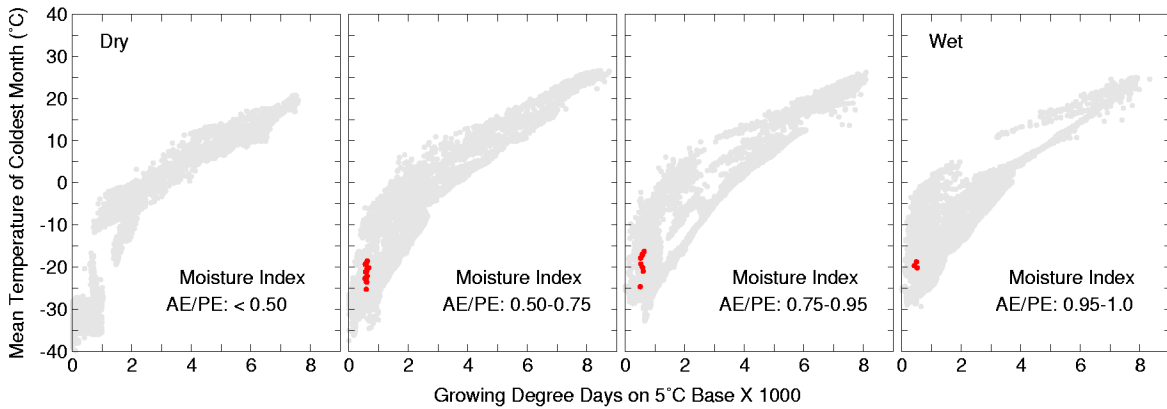 Mean Temperature of Coldest Month (˚C)
40
30
20
10
0
-10
-20
-30
-40
Dry
Moisture Index
AE/PE: < 0.50
0 2 4 6 8
Moisture Index
AE/PE: 0.50-0.75
0 2 4 6 8
Moisture Index
AE/PE: 0.75-0.95
0 2 4 6 8
Wet
Moisture Index
AE/PE: 0.95-1.0
0 2 4 6 8
Growing Degree Days on 5˚C Base X 1000